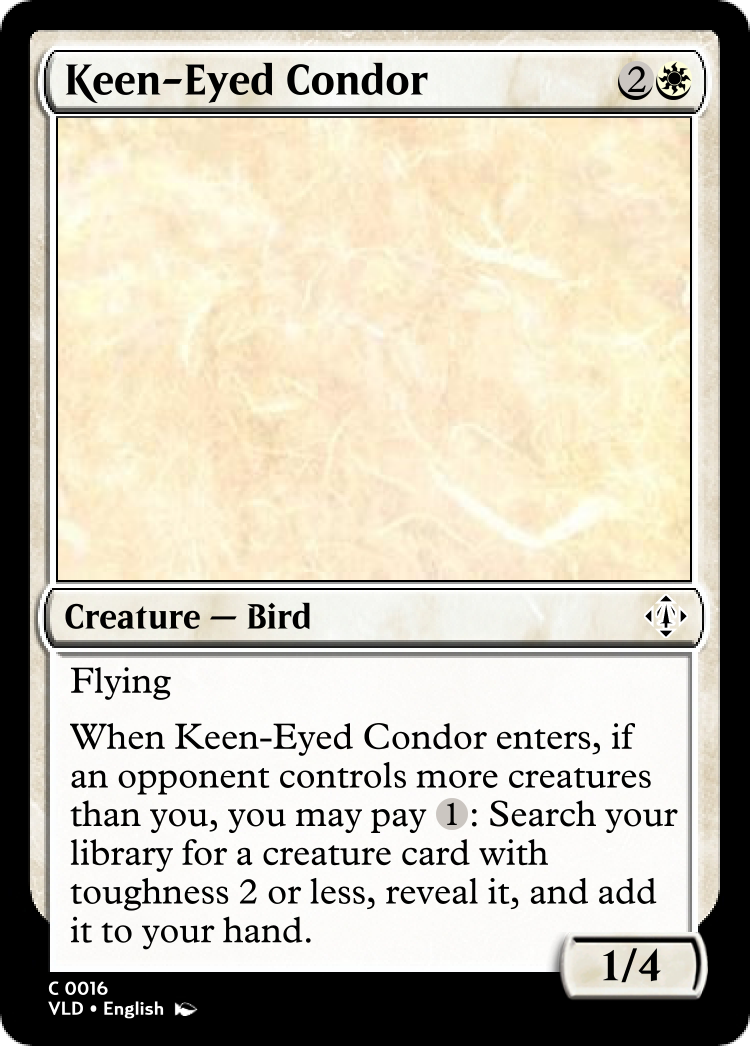 Keen-Eyed Condor 2
Creature — Bird
Flying
When Keen-Eyed Condor enters, if
an opponent controls more creatures
than you, you may pay 1: Search your
library for a creature card with
toughness 2 or less, reveal it, and add
it to your hand.
1/4
C 0016
VLD • English